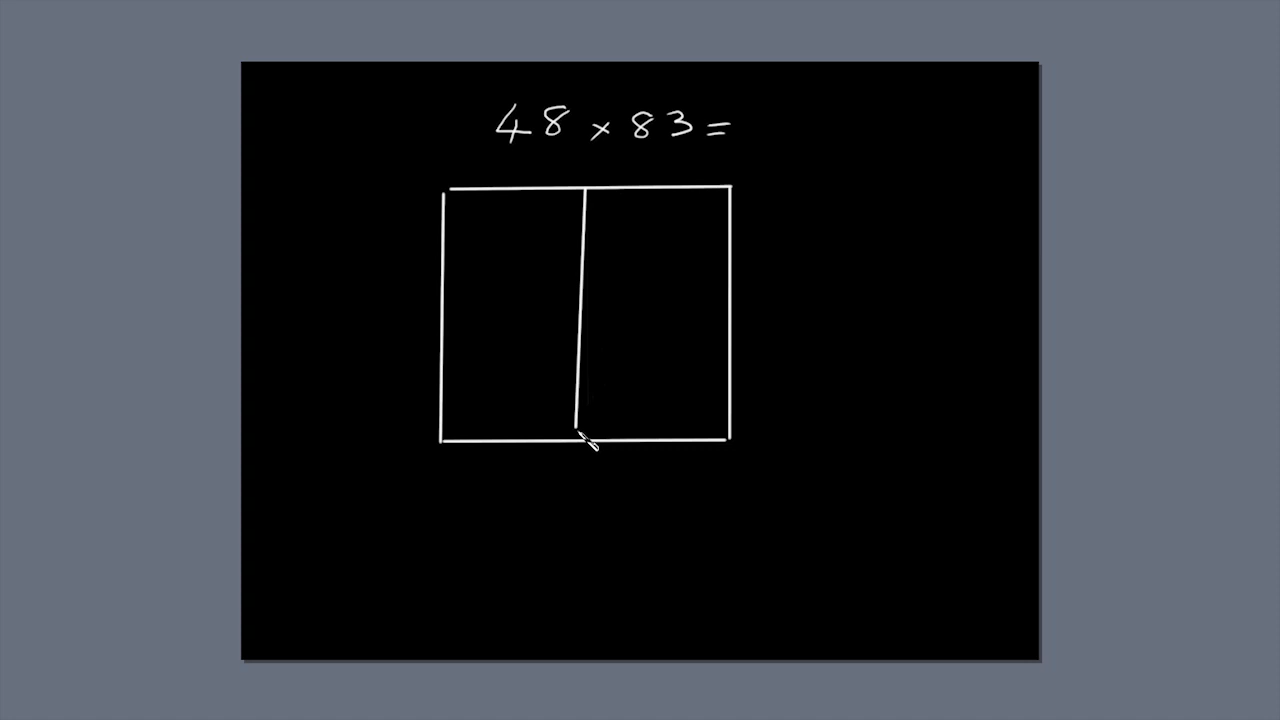 48 × 83 =